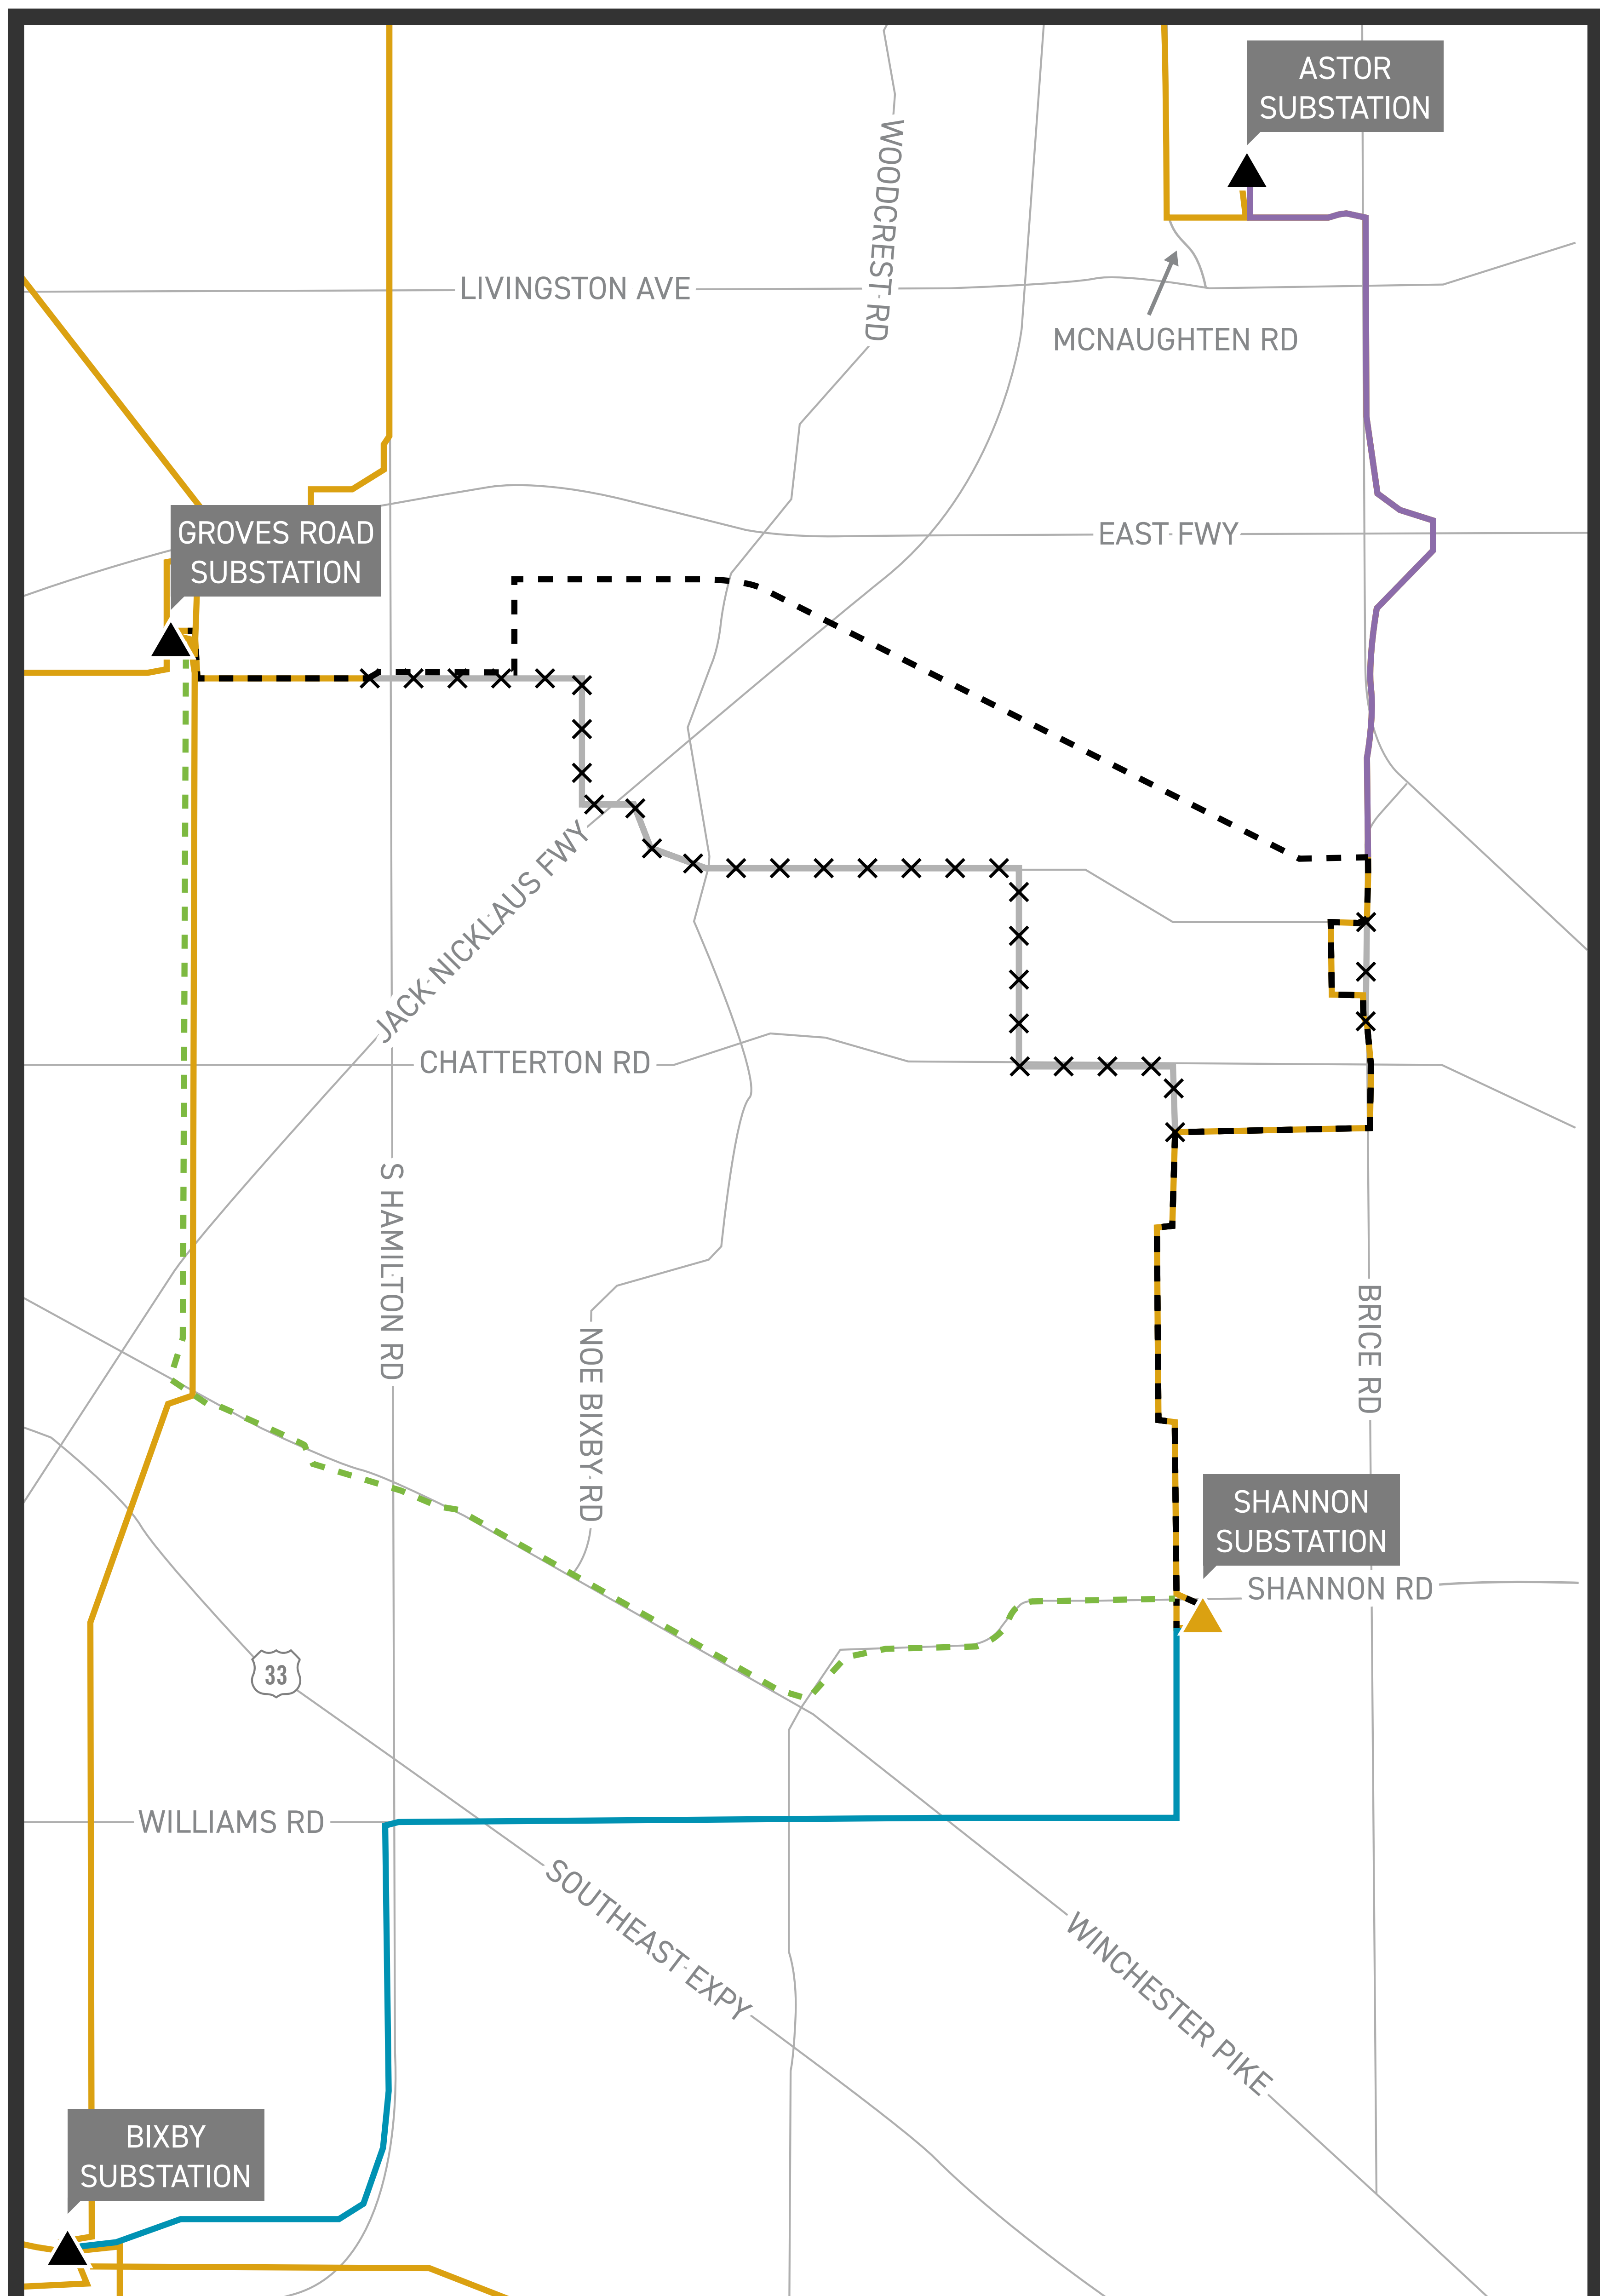 ASTOR
SUBSTATION
WOODCREST RD
LIVINGSTON AVE
MCNAUGHTEN RD
GROVES ROAD
SUBSTATION
EAST FWY
JACK NICKLAUS FWY
CHATTERTON RD
S HAMILTON RD
BRICE RD
NOE BIXBY RD
SHANNON
SUBSTATION
SHANNON RD
33
WILLIAMS RD
SOUTHEAST EXPY
WINCHESTER PIKE
BIXBY
SUBSTATION